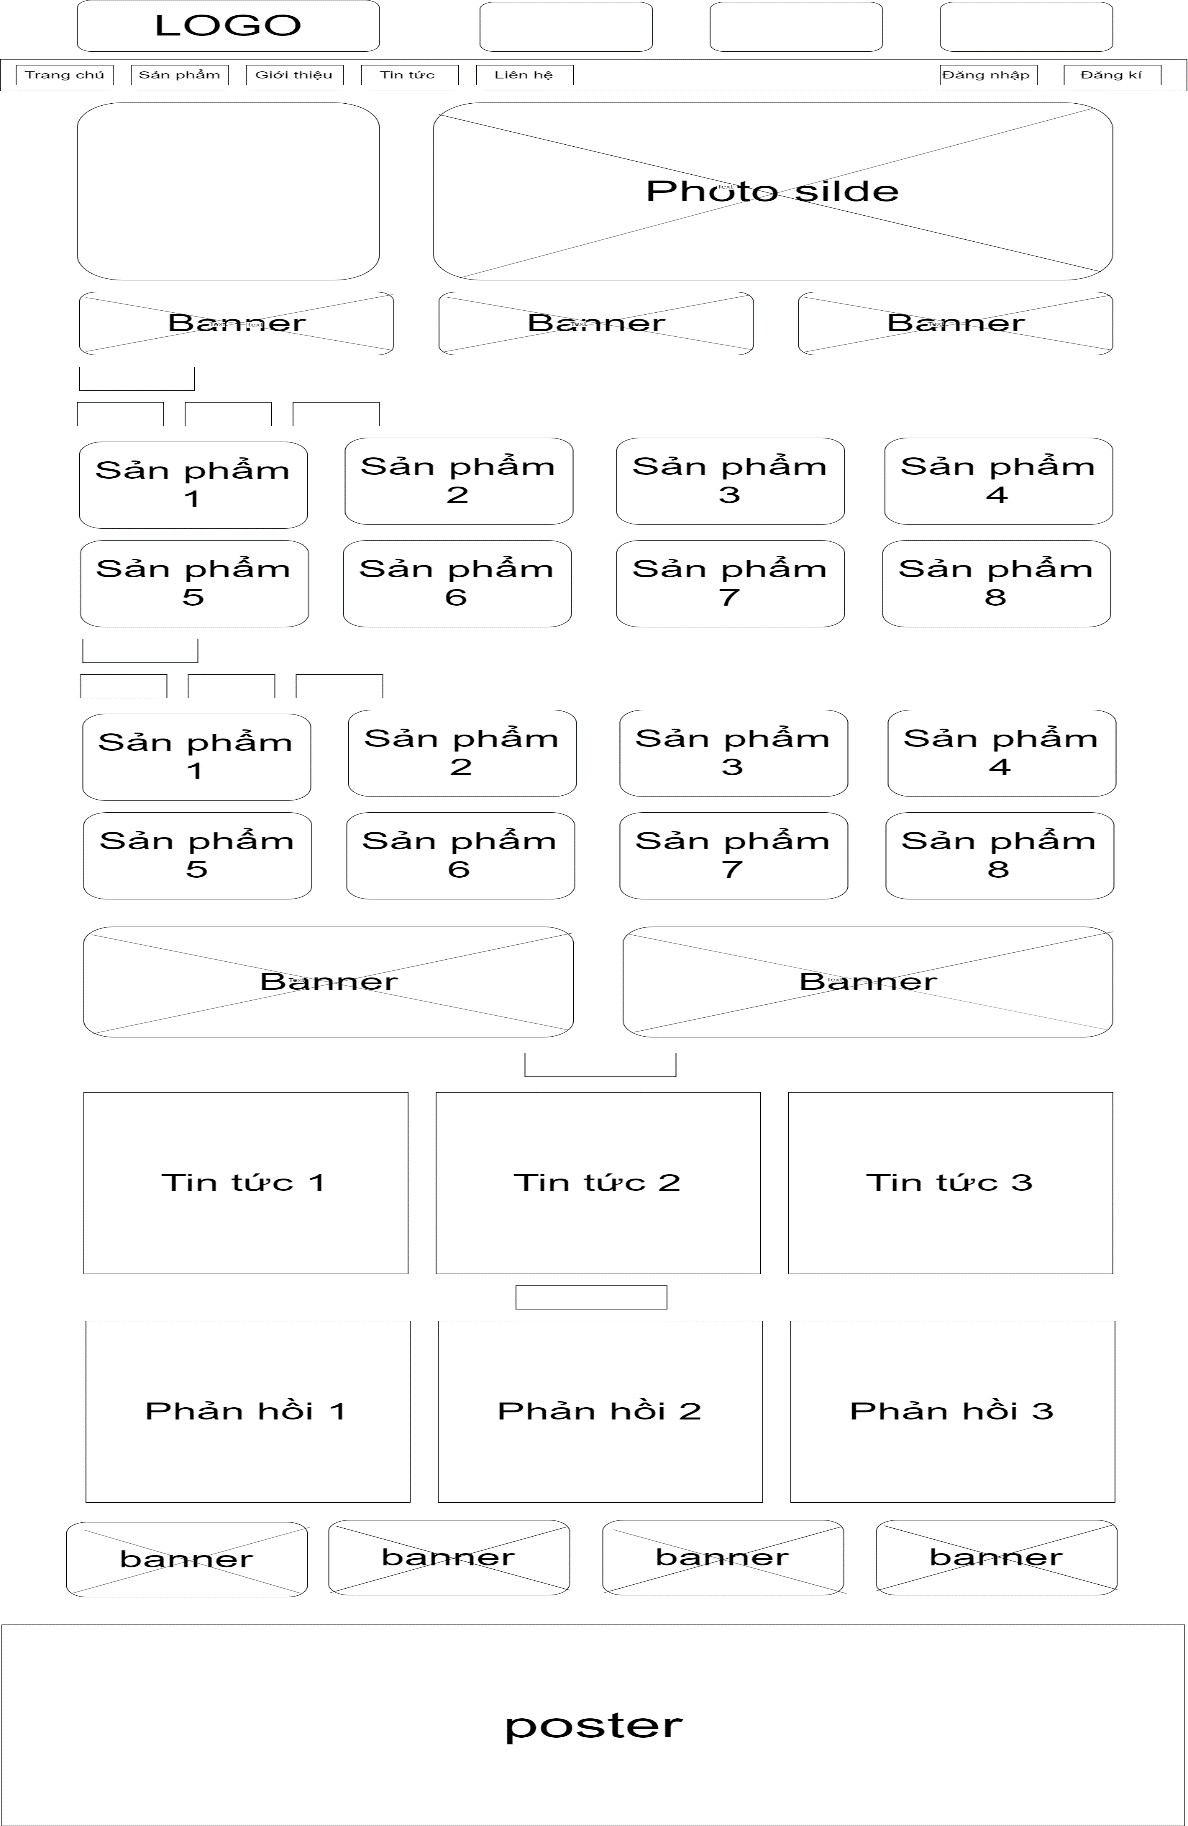 LOGO
Trang chủ Sản phẩm Giới thiệu Tin tức Liên hệ Đăng nhập Đăng kí
Photo silde
Banner Banner Banner
Sản phẩm 1
Sản phẩm 2
Sản phẩm 3
Sản phẩm 4
Sản phẩm 5
Sản phẩm 6
Sản phẩm 7
Sản phẩm 8
Sản phẩm 1
Sản phẩm 2
Sản phẩm 3
Sản phẩm 4
Sản phẩm 5
Sản phẩm 6
Sản phẩm 7
Sản phẩm 8
Banner Banner
Tin tức 1 Tin tức 2 Tin tức 3
Phản hồi 1 Phản hồi 2 Phản hồi 3
banner banner banner banner
poster